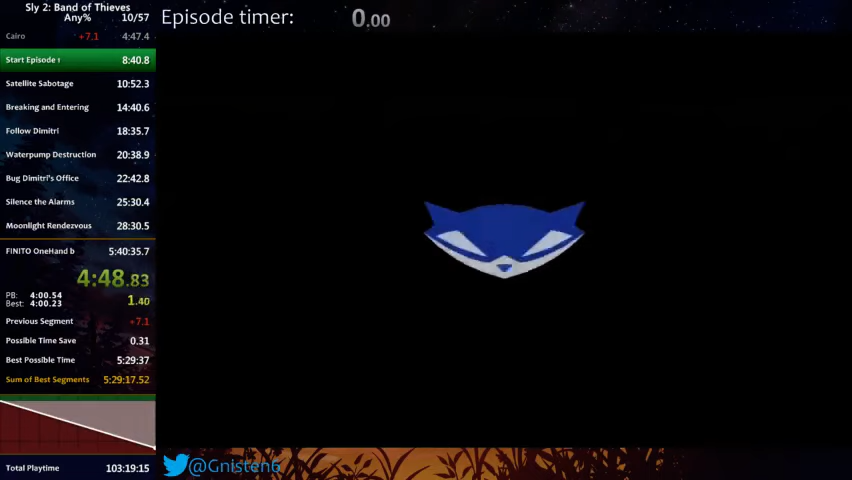 Sly 2: Band of Thieves
Any% 10/57
Cairo +7.1 4:47.4
Start Episode 1 8:40.8
Satellite Sabotage 10:52.3
Breaking and Entering 14:40.6
Follow Dimitri 18:35.7
Waterpump Destruction 20:38.9
Bug Dimitri's Office 22:42.8
Silence the Alarms 25:30.4
Moonlight Rendezvous 28:30.5
FINITO OneHand b 5:40:35.7
4:48.83
PB: 4:00.54
Best: 4:00.23
1.40
Previous Segment +7.1
Possible Time Save 0.31
Best Possible Time 5:29:37
Sum of Best Segments 5:29:17.52
Total Playtime 103:19:15
Episode timer: 0.00
@Gnisten6